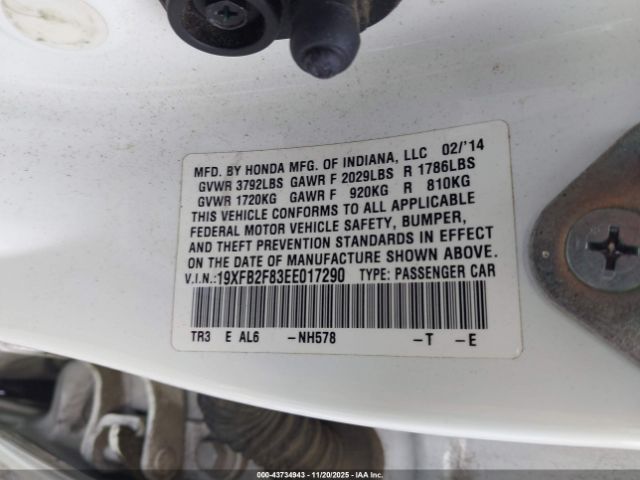 MFD. BY HONDA MFG. OF INDIANA, LLC 02/'14
GVWR 3792LBS GAWR F 2029LBS R 1786LBS
GVWR 1720KG GAWR F 920KG R 810KG
THIS VEHICLE CONFORMS TO ALL APPLICABLE
FEDERAL MOTOR VEHICLE SAFETY, BUMPER,
AND THEFT PREVENTION STANDARDS IN EFFECT
ON THE DATE OF MANUFACTURE SHOWN ABOVE.
V.I.N.:19XFB2F83EE017290 TYPE: PASSENGER CAR
TR3 E AL6 -NH578 -T -E
©-43734943 - 11/20/2025 - IAA Inc.